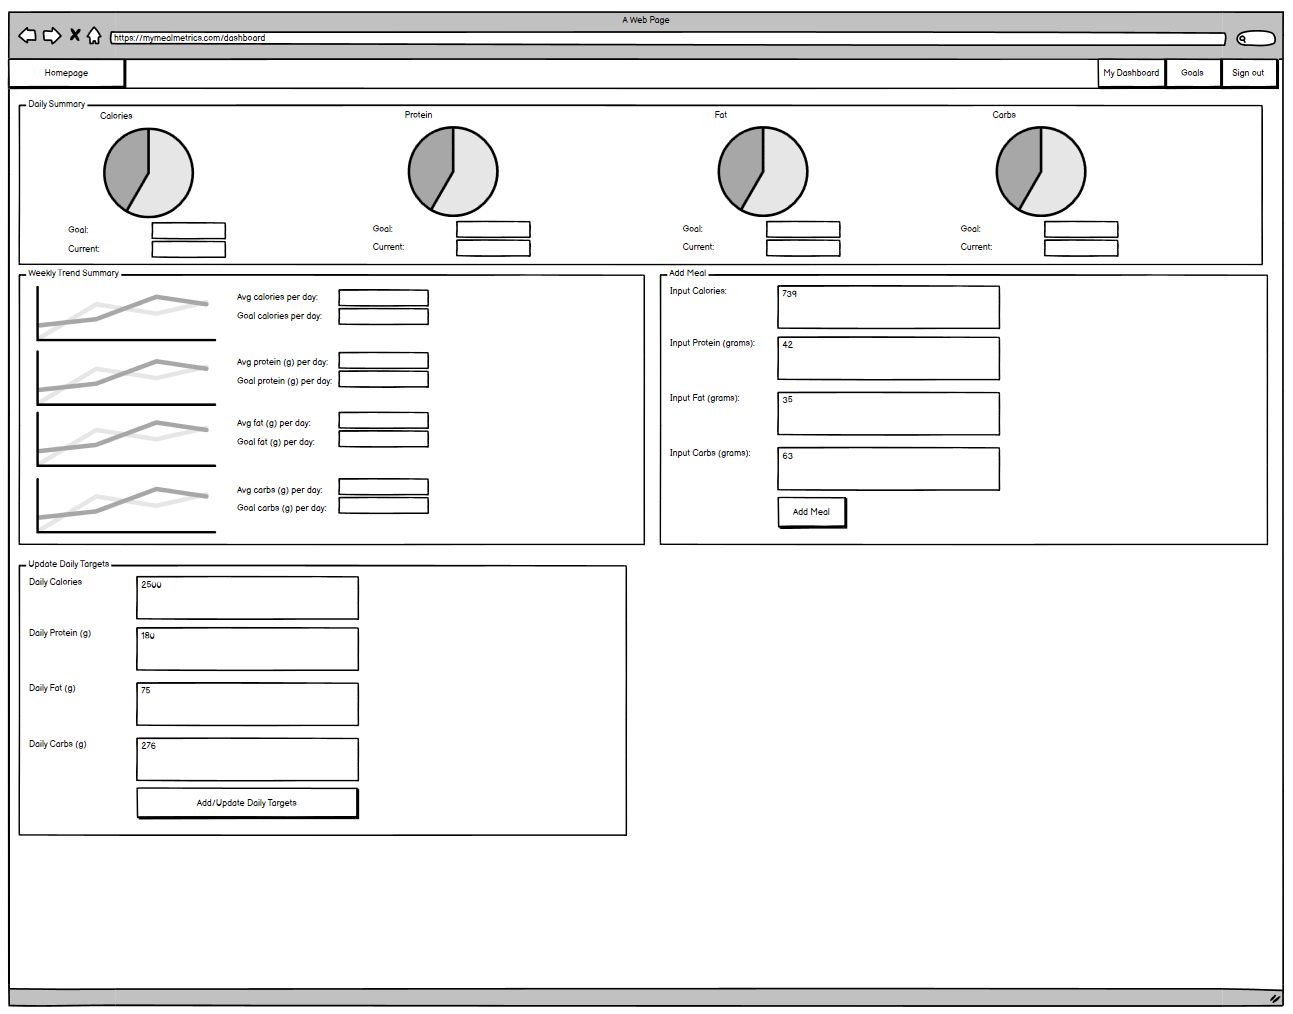 A Web Page
https://mymealmetrics.com/dashboard
Homepage
My Dashboard
Goals
Sign out
Daily Summary
Calories
Protein
Fat
Carbs
Goal:
Goal:
Goal:
Goal:
Current:
Current:
Current:
Current:
Weekly Trend Summary
Avg calories per day:
Goal calories per day:
Avg protein (g) per day:
Goal protein (g) per day:
Avg fat (g) per day:
Goal fat (g) per day:
Avg carbs (g) per day:
Goal carbs (g) per day:
Add Meal
Input Calories:
739
Input Protein (grams):
42
Input Fat (grams):
35
Input Carbs (grams):
63
Add Meal
Update Daily Targets
Daily Calories
2500
Daily Protein (g)
180
Daily Fat (g)
75
Daily Carbs (g)
276
Add/Update Daily Targets